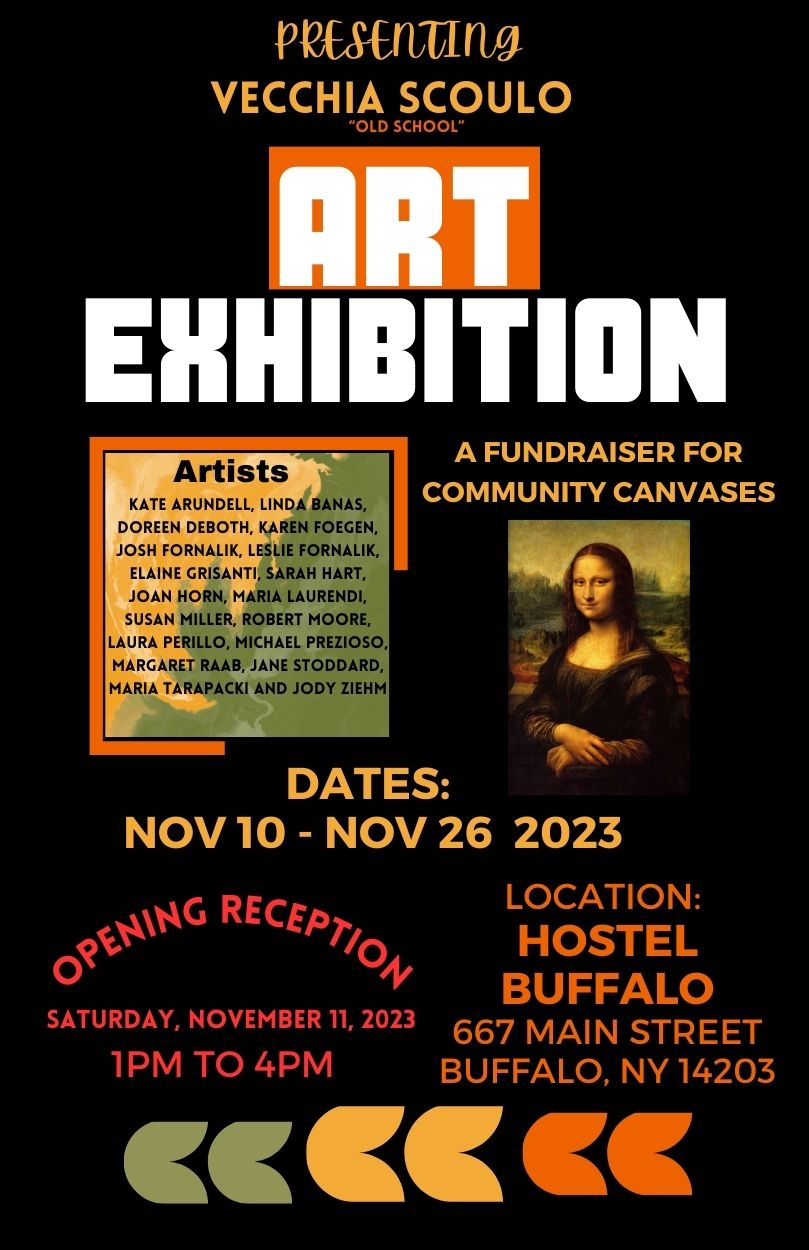 PRESENTING
VECCHIA SCOULO
"OLD SCHOOL"
ART
EXHIBITION
Artists
KATE ARUNDELL, LINDA BANAS,
DOREEN DEBOTH, KAREN FOEGEN,
JOSH FORNALIK, LESLIE FORNALIK,
ELAINE GRISANTI, SARAH HART,
JOAN HORN, MARIA LAURENDI,
SUSAN MILLER, ROBERT MOORE,
LAURA PERILLO, MICHAEL PREZIOSO,
MARGARET RAAB, JANE STODDARD,
MARIA TARAPACKI AND JODY ZIEHM
A FUNDRAISER FOR
COMMUNITY CANVASES
DATES:
NOV 10 - NOV 26 2023
OPENING RECEPTION
SATURDAY, NOVEMBER 11, 2023
1PM TO 4PM
LOCATION:
HOSTEL
BUFFALO
667 MAIN STREET
BUFFALO, NY 14203